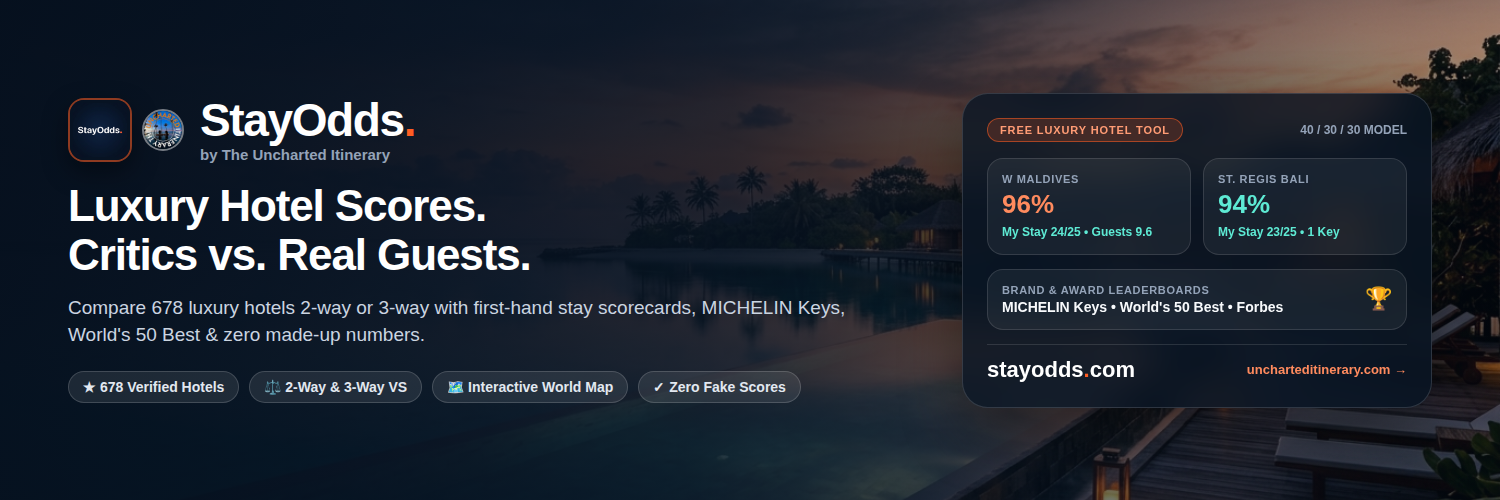 StayOdds.
StayOdds.
by The Uncharted Itinerary
Luxury Hotel Scores.
Critics vs. Real Guests.
Compare 678 luxury hotels 2-way or 3-way with first-hand stay scorecards, MICHELIN Keys,
World's 50 Best & zero made-up numbers.
★ 678 Verified Hotels
⚖️ 2-Way & 3-Way VS
🗺️ Interactive World Map
✓ Zero Fake Scores
FREE LUXURY HOTEL TOOL
40 / 30 / 30 MODEL
W MALDIVES
96%
My Stay 24/25 • Guests 9.6
ST. REGIS BALI
94%
My Stay 23/25 • 1 Key
BRAND & AWARD LEADERBOARDS
MICHELIN Keys • World's 50 Best • Forbes
stayodds.com
uncharteditinerary.com →